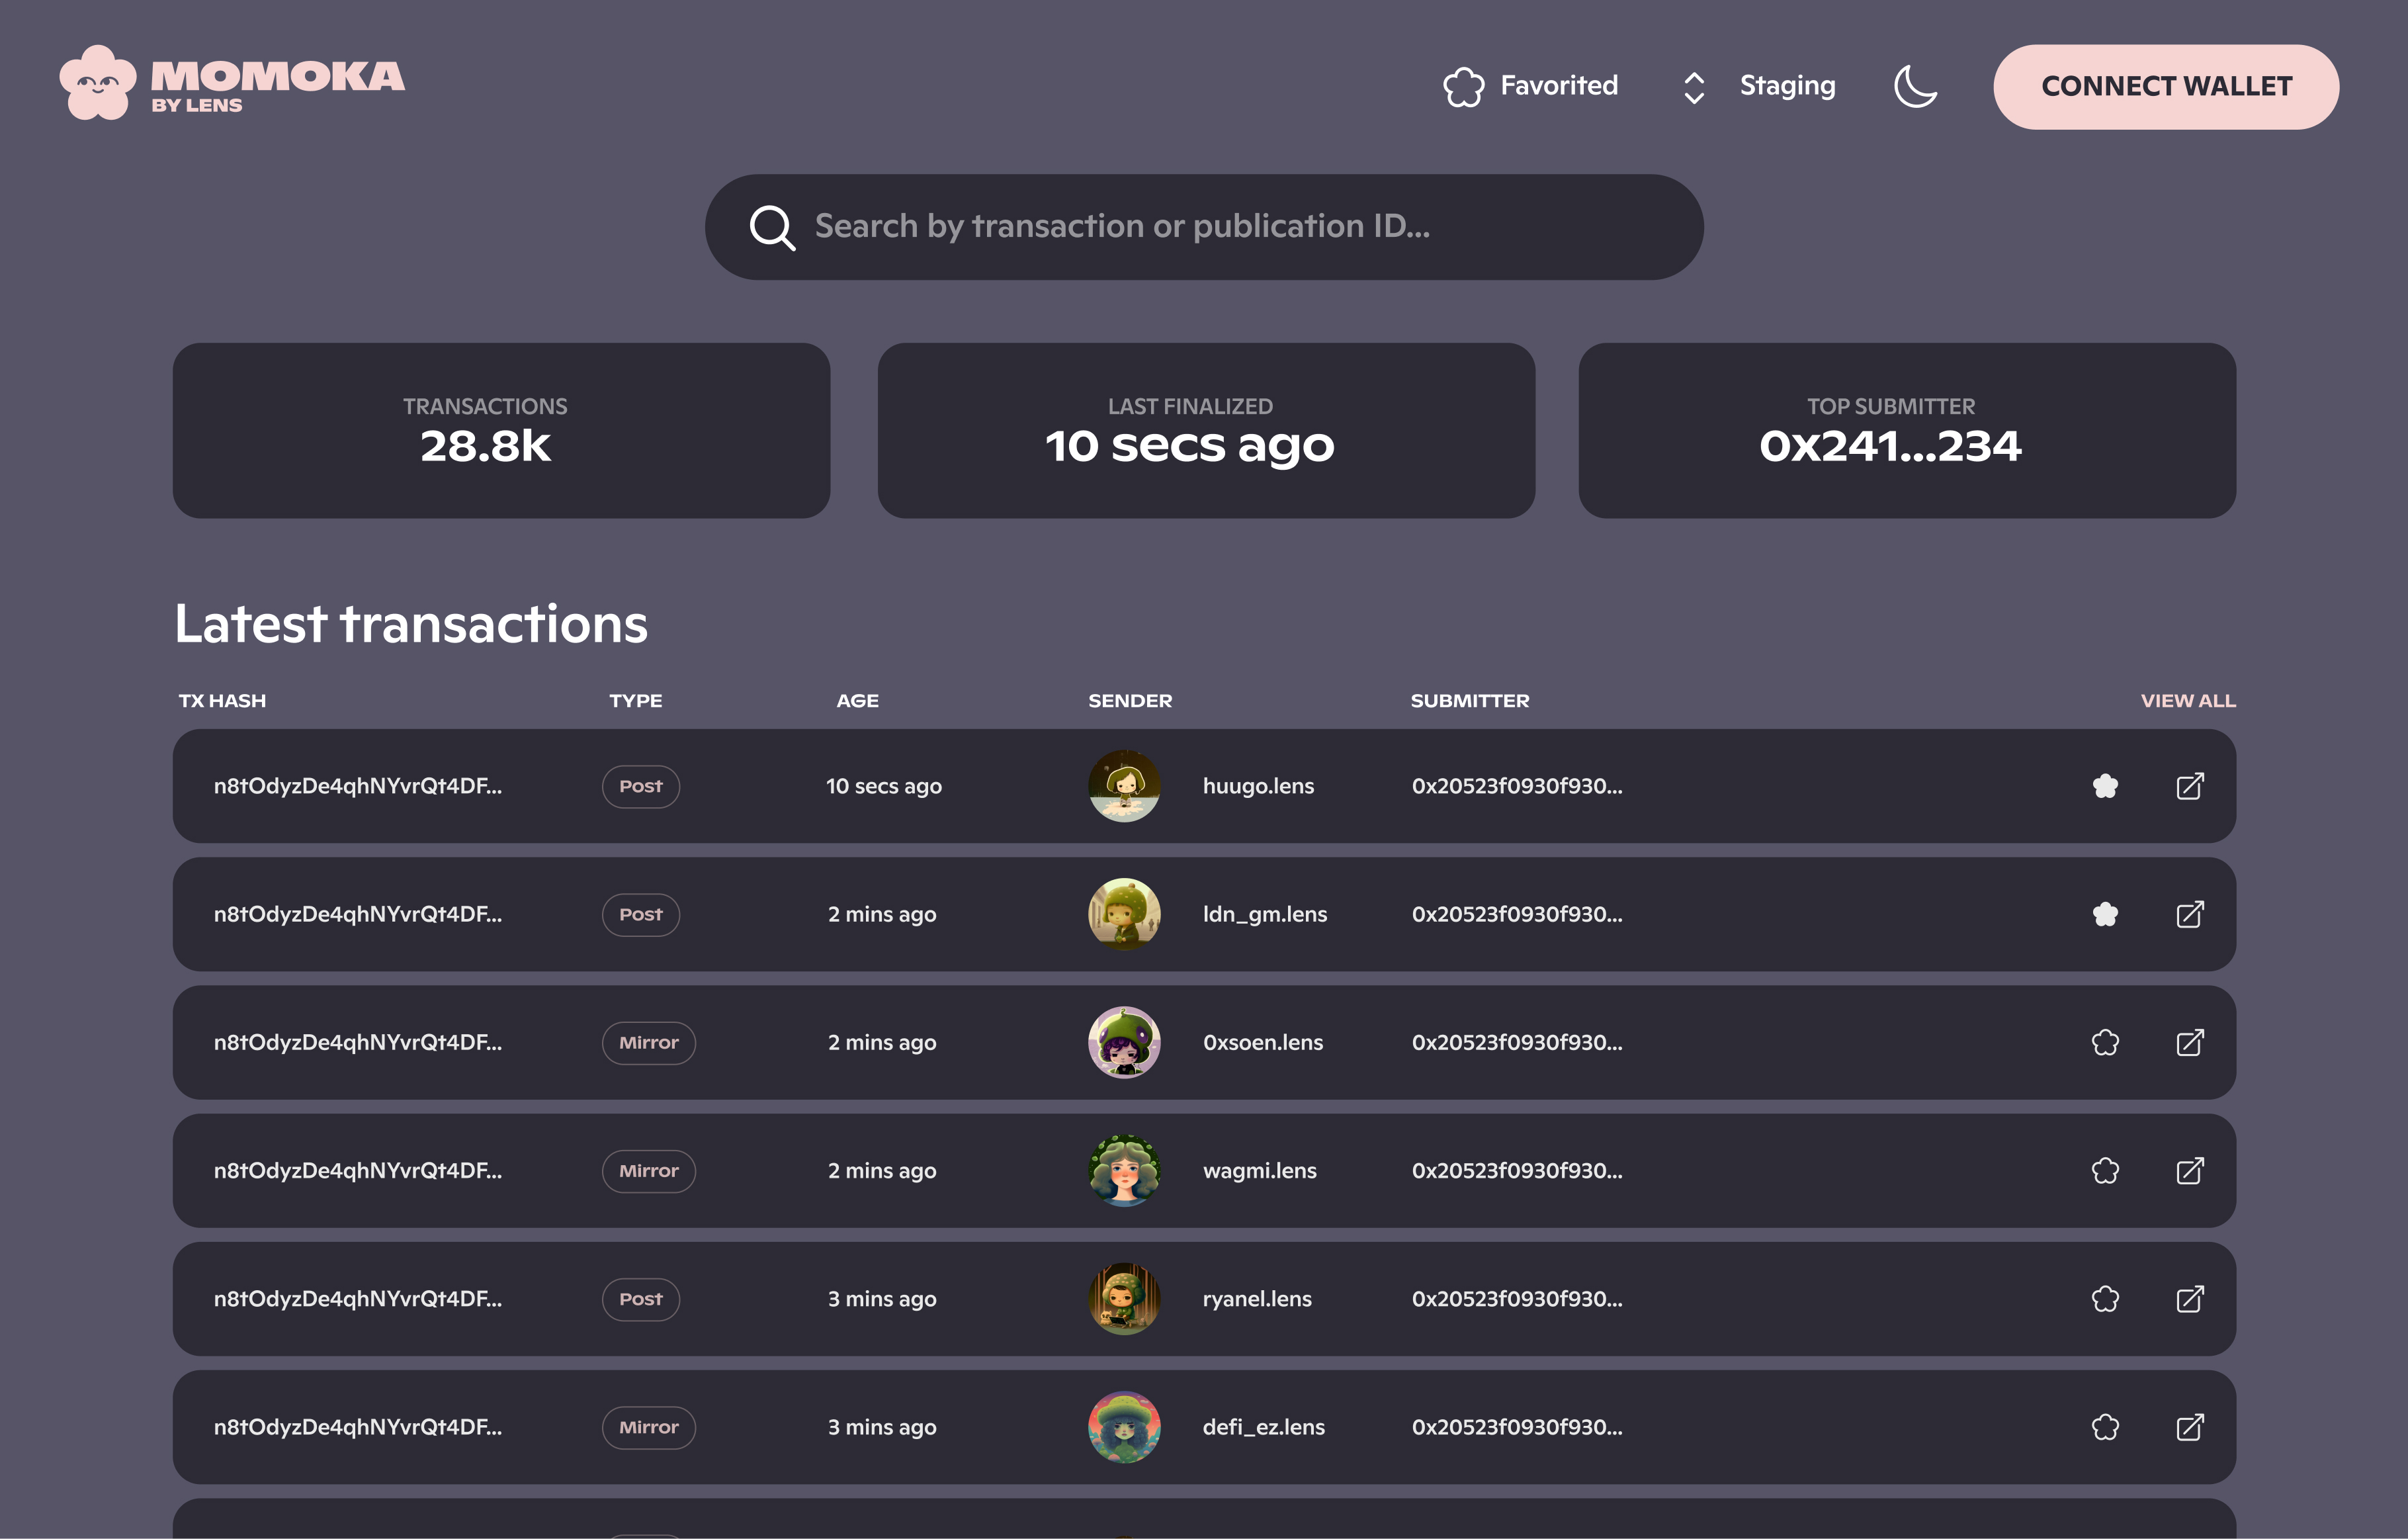 MOMOKA
BY LENS
Favorited
Staging
CONNECT WALLET
Search by transaction or publication ID...
TRANSACTIONS
28.8k
LAST FINALIZED
10 secs ago
TOP SUBMITTER
0x241...234
Latest transactions
TX HASH TYPE AGE SENDER SUBMITTER VIEW ALL
n8tOdyzDe4qhNYvrQt4DF... Post 10 secs ago huugo.lens 0x20523f0930f930...
n8tOdyzDe4qhNYvrQt4DF... Post 2 mins ago ldn_gm.lens 0x20523f0930f930...
n8tOdyzDe4qhNYvrQt4DF... Mirror 2 mins ago 0xsoen.lens 0x20523f0930f930...
n8tOdyzDe4qhNYvrQt4DF... Mirror 2 mins ago wagmi.lens 0x20523f0930f930...
n8tOdyzDe4qhNYvrQt4DF... Post 3 mins ago ryanel.lens 0x20523f0930f930...
n8tOdyzDe4qhNYvrQt4DF... Mirror 3 mins ago defi_ez.lens 0x20523f0930f930...